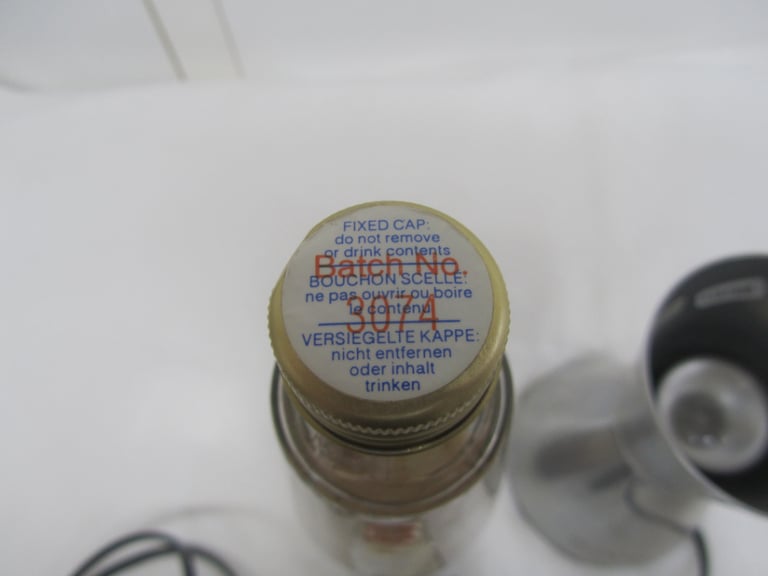 FIXED CAP:
do not remove
or drink contents
Batch No.
BOUCHON SCELLE:
ne pas ouvrir ou boire
le contenu
3074
VERSIEGELTE KAPPE:
nicht entfernen
oder inhalt
trinken